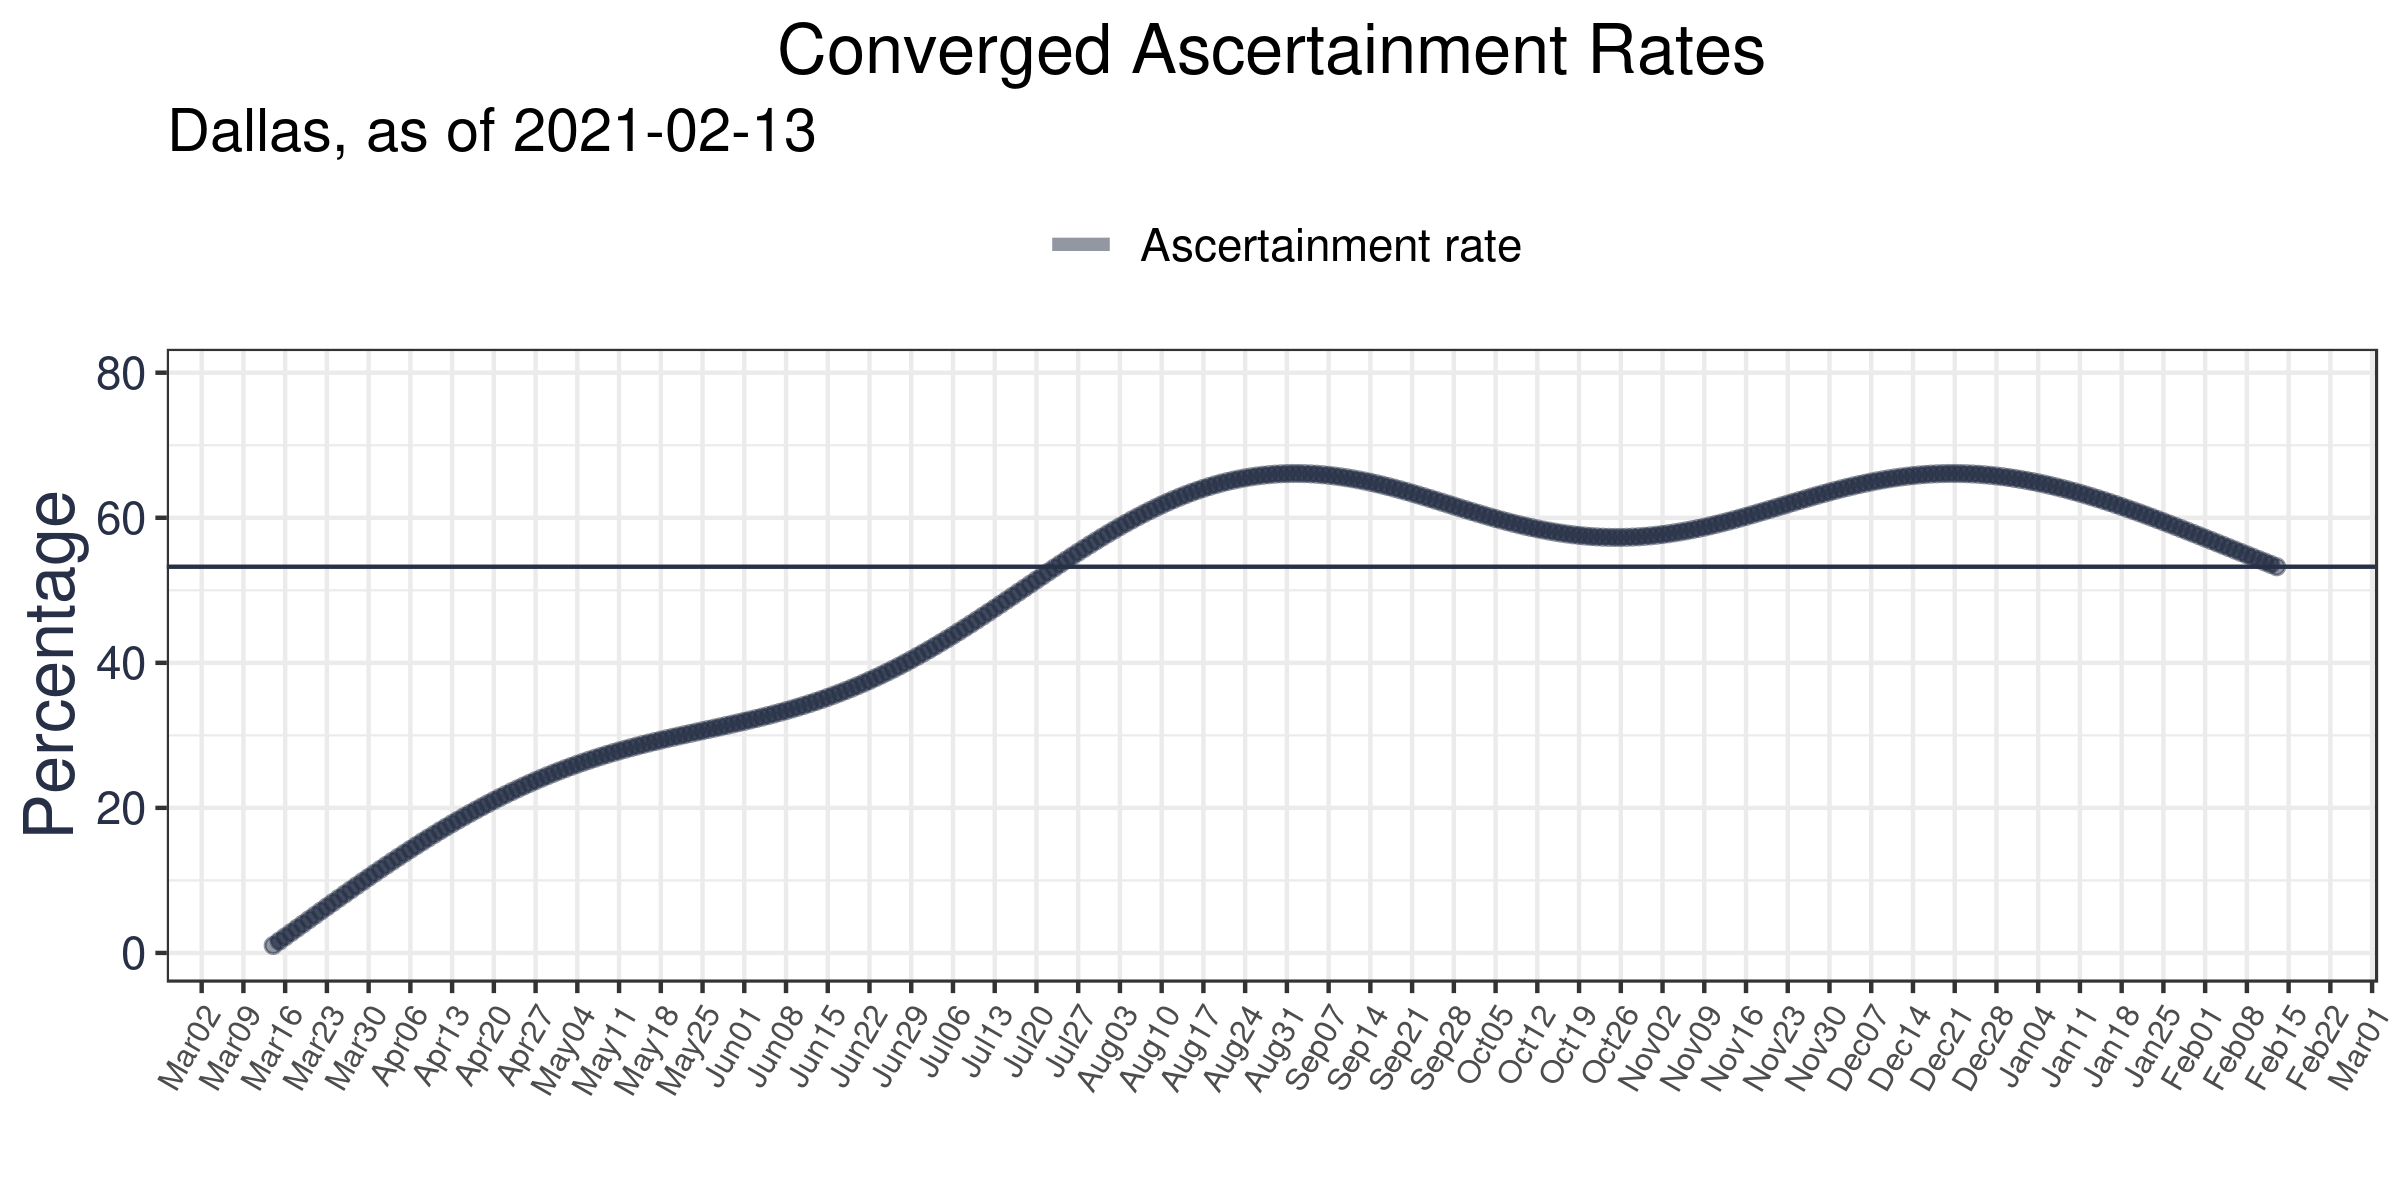 Converged Ascertainment Rates
Dallas, as of 2021-02-13
Ascertainment rate
Percentage
80
60
40
20
0
Mar02 Mar09 Mar16 Mar23 Mar30 Apr06 Apr13 Apr20 Apr27 May04 May11 May18 May25 Jun01 Jun08 Jun15 Jun22 Jun29 Jul06 Jul13 Jul20 Jul27 Aug03 Aug10 Aug17 Aug24 Aug31 Sep07 Sep14 Sep21 Sep28 Oct05 Oct12 Oct19 Oct26 Nov02 Nov09 Nov16 Nov23 Nov30 Dec07 Dec14 Dec21 Dec28 Jan04 Jan11 Jan18 Jan25 Feb01 Feb08 Feb15 Feb22 Mar01